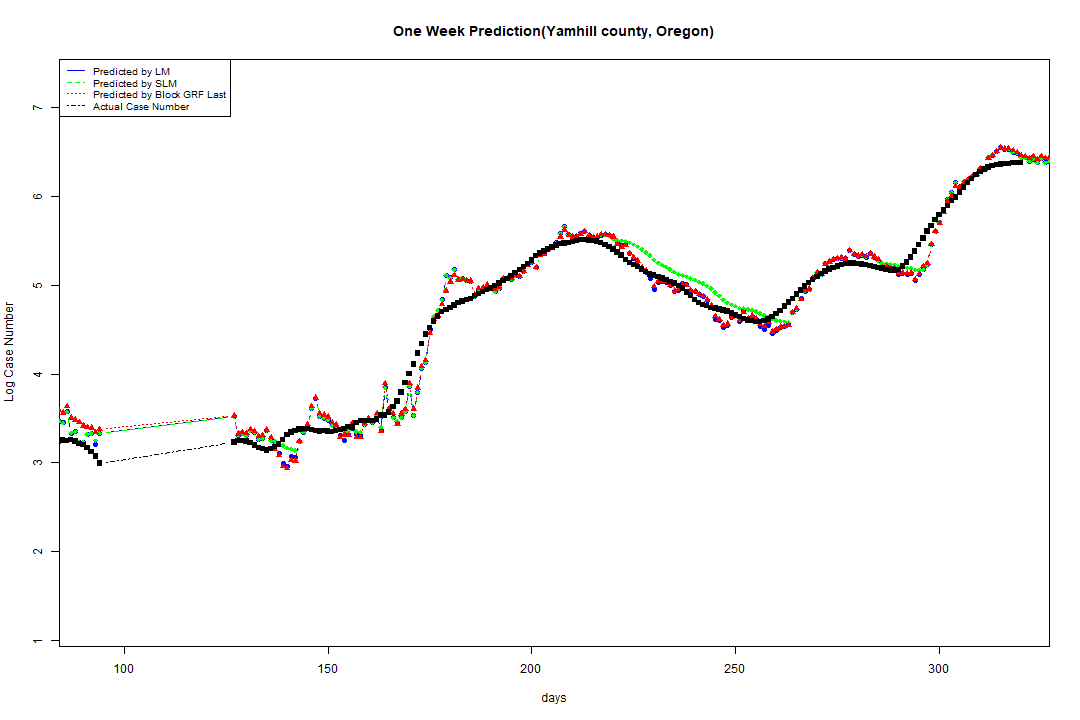 One Week Prediction(Yamhill county, Oregon)
Predicted by LM
Predicted by SLM
Predicted by Block GRF Last
Actual Case Number
7
6
5
4
3
2
1
Log Case Number
100 150 200 250 300
days